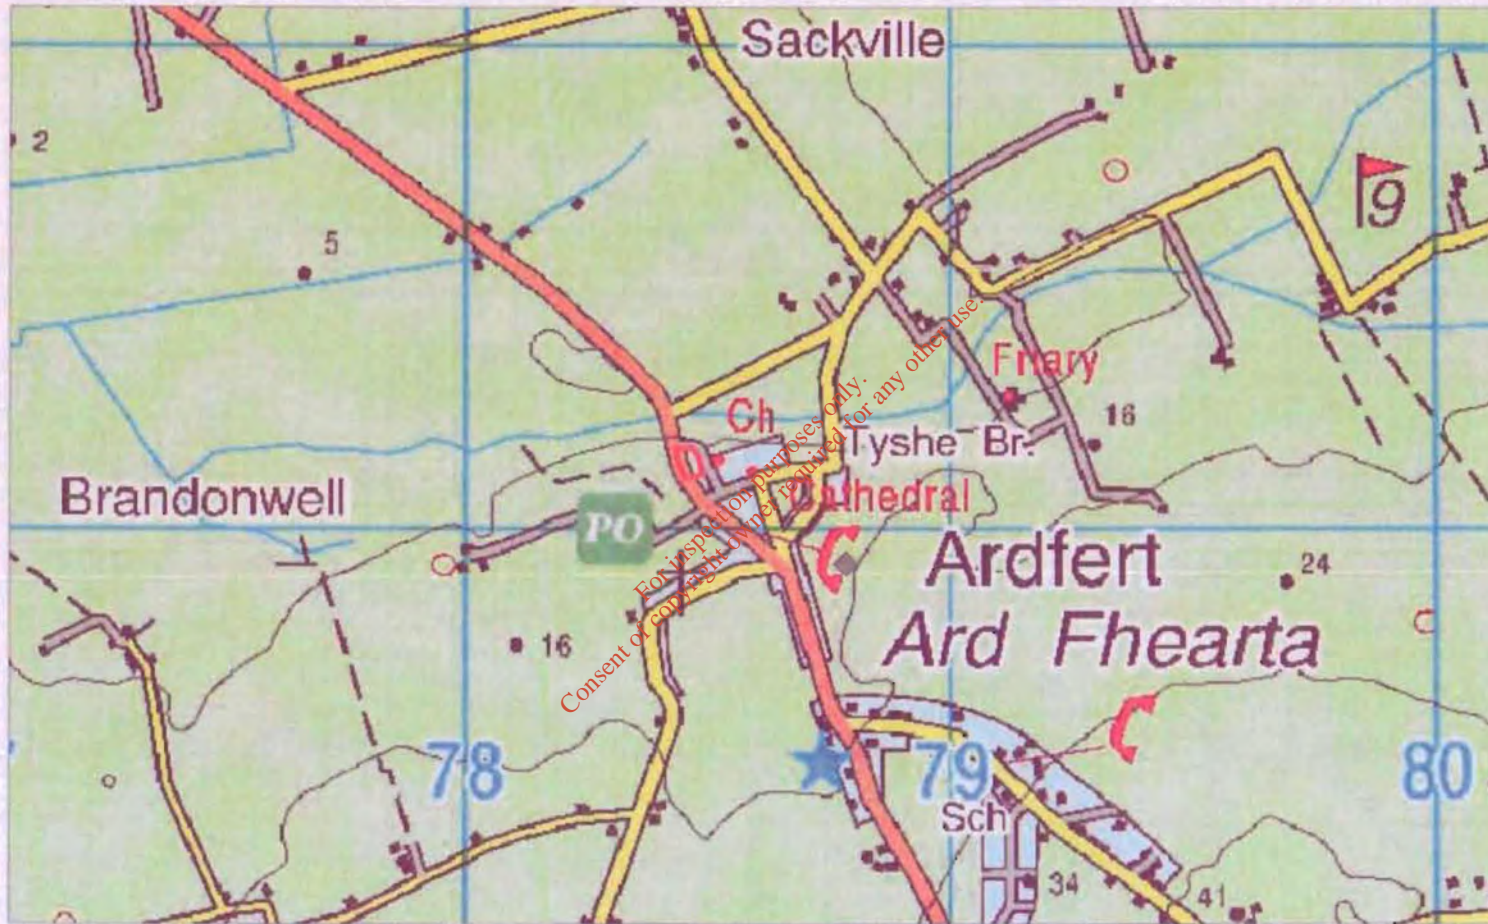 Sackville
2
9
5
Friary
Ch
16
Tyshe Br.
Brandonwell
Cathedral
PO
Ardfert
24
Ard Fhearta
16
78
79
80
Sch
34
41
For inspection purposes only.
Consent of copyright owner required for any other use.